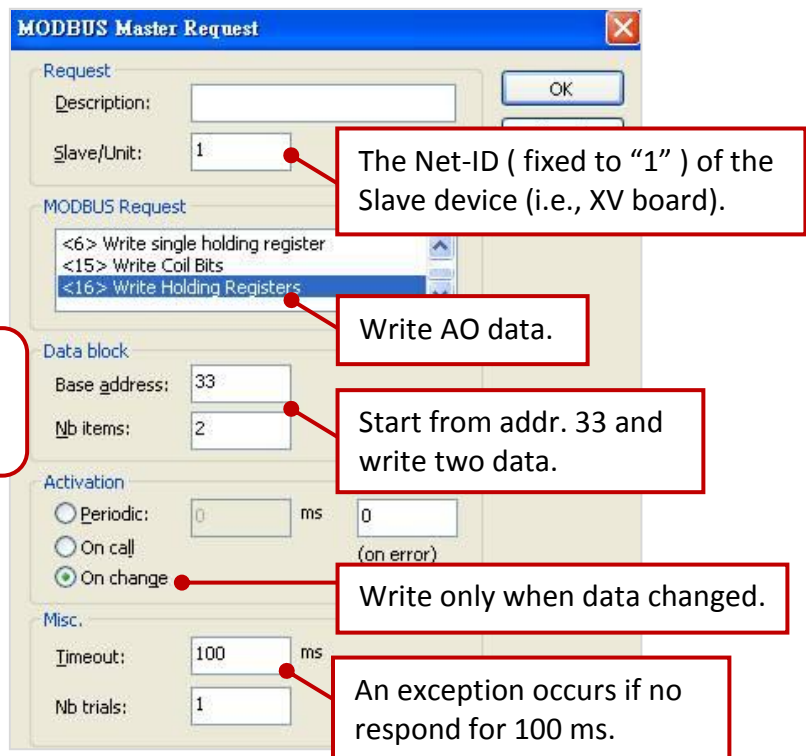 MODBUS Master Request
Request
Description:
OK
Slave/Unit:
1
The Net-ID ( fixed to “1” ) of the
Slave device (i.e., XV board).
MODBUS Request
<6> Write single holding register
<15> Write Coil Bits
<16> Write Holding Registers
Write AO data.
Data block
Base address:
33
Nb items:
2
Start from addr. 33 and
write two data.
Activation
Periodic:
0
ms
0
On call
(on error)
On change
Write only when data changed.
Misc.
Timeout:
100
ms
Nb trials:
1
An exception occurs if no
respond for 100 ms.